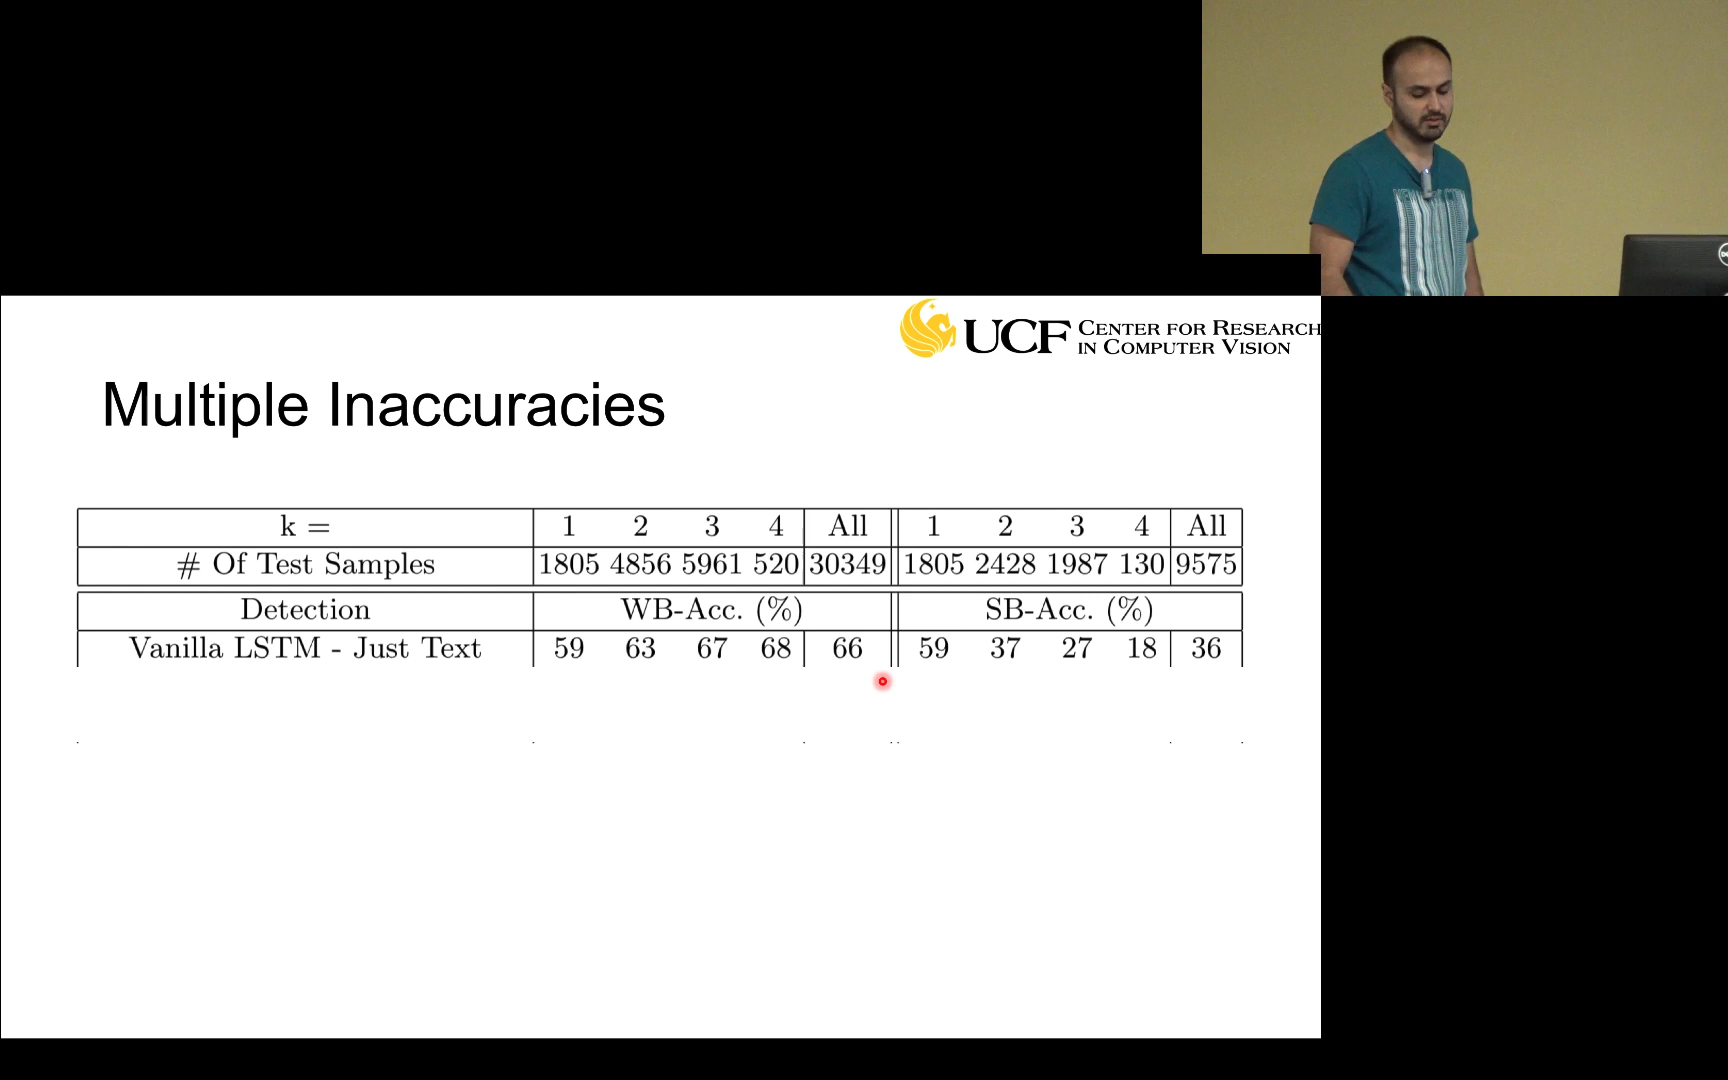 UCF CENTER FOR RESEARCH
IN COMPUTER VISION
Multiple Inaccuracies
k = 1 2 3 4 All 1 2 3 4 All
# Of Test Samples 1805 4856 5961 520 30349 1805 2428 1987 130 9575
Detection WB-Acc. (%) SB-Acc. (%)
Vanilla LSTM - Just Text 59 63 67 68 66 59 37 27 18 36